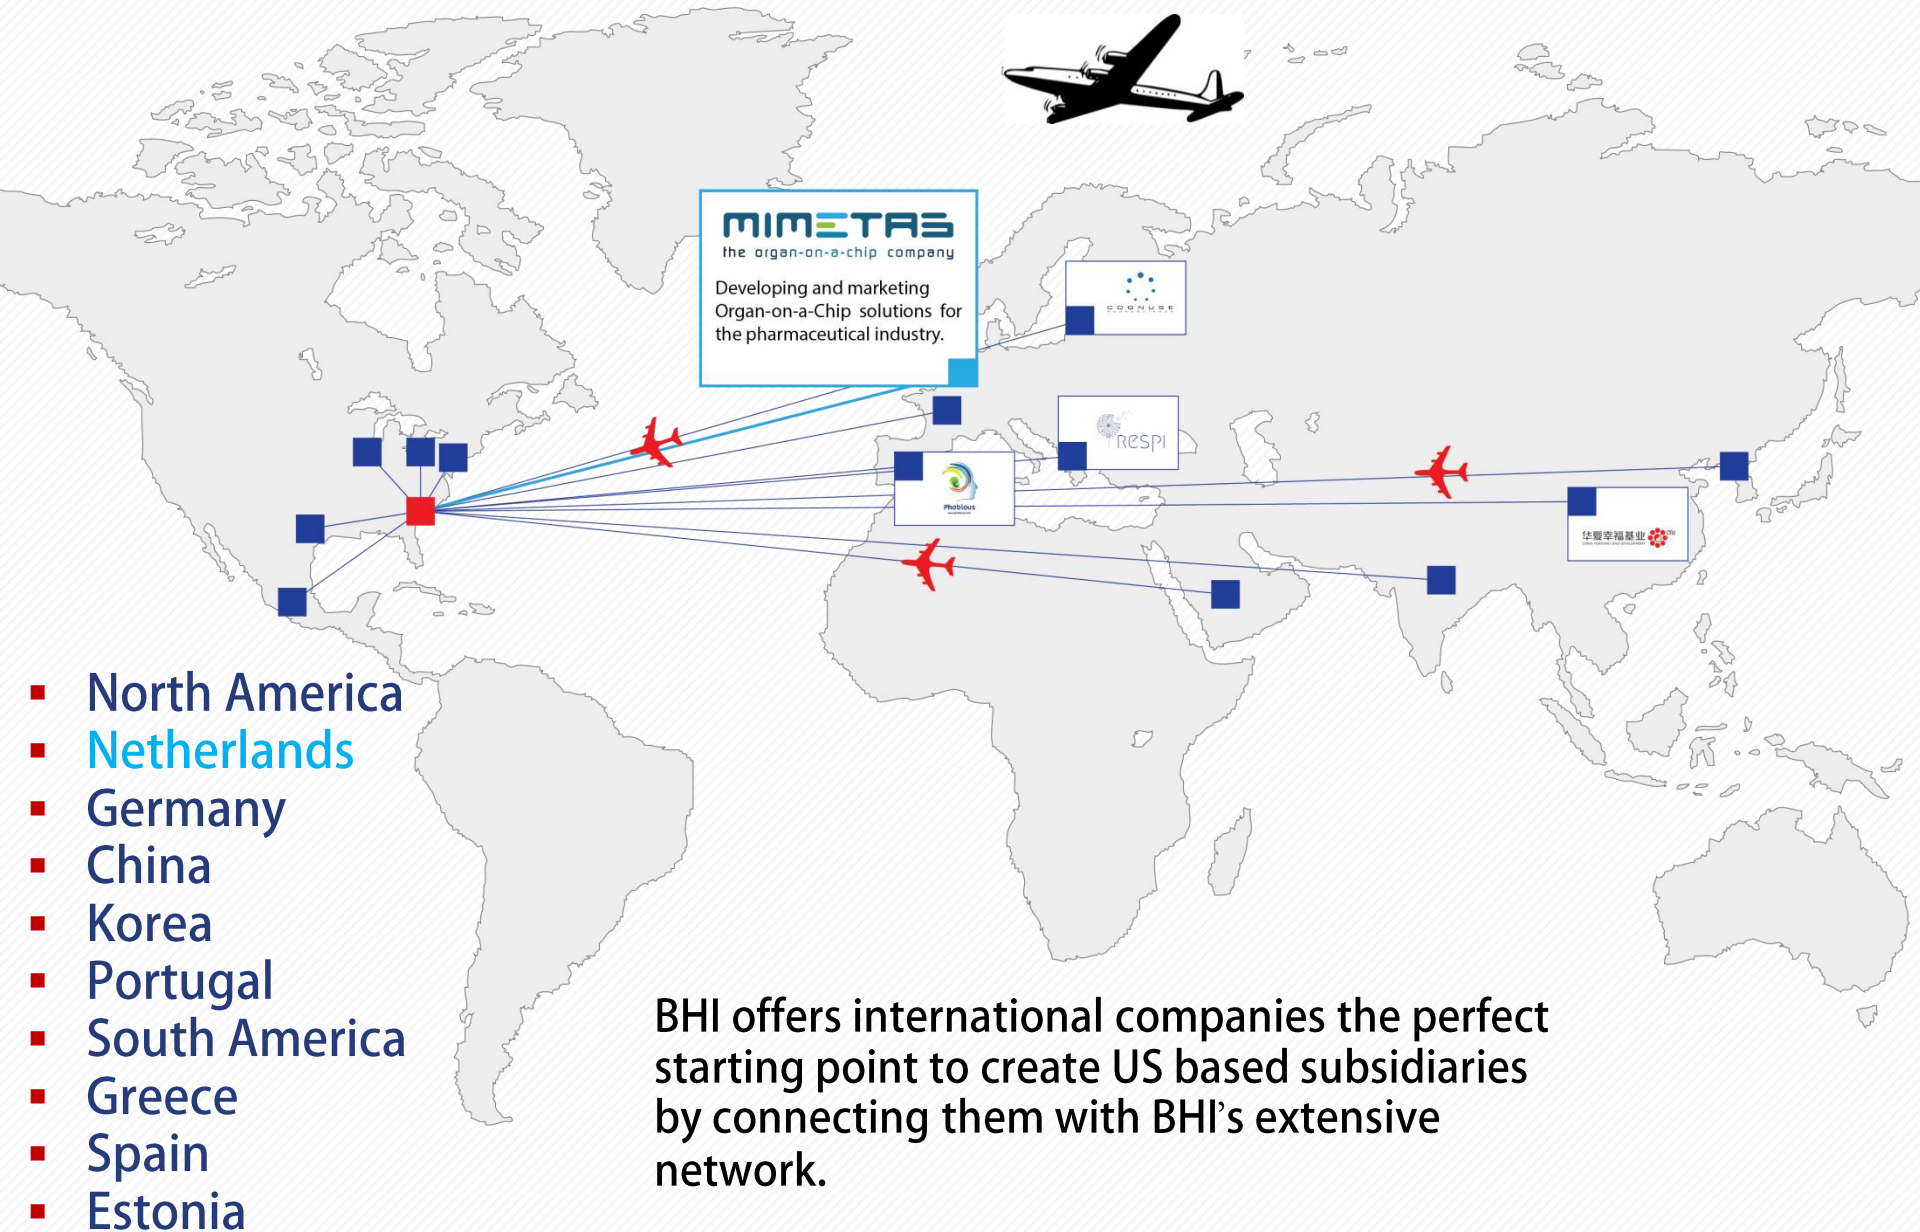 MIMETAS
the organ-on-a-chip company
Developing and marketing
Organ-on-a-Chip solutions for
the pharmaceutical industry.
COGNUSE
RESPI
Phobious
华夏幸福基业
North America
Netherlands
Germany
China
Korea
Portugal
South America
Greece
Spain
Estonia
BHI offers international companies the perfect
starting point to create US based subsidiaries
by connecting them with BHI’s extensive
network.